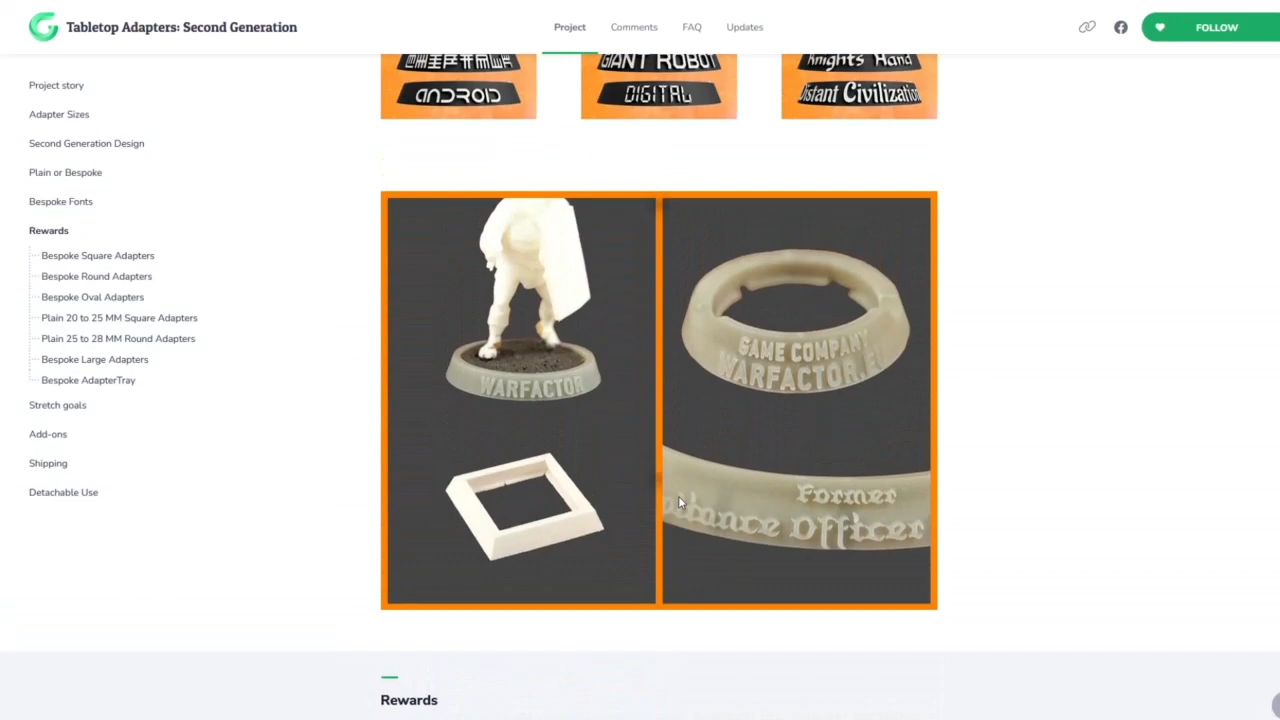 Tabletop Adapters: Second Generation
Project
Comments
FAQ
Updates
FOLLOW
Project story
Adapter Sizes
Second Generation Design
Plain or Bespoke
Bespoke Fonts
Rewards
Bespoke Square Adapters
Bespoke Round Adapters
Bespoke Oval Adapters
Plain 20 to 25 MM Square Adapters
Plain 25 to 28 MM Round Adapters
Bespoke Large Adapters
Bespoke AdapterTray
Stretch goals
Add-ons
Shipping
Detachable Use
ANDROID
GIANT ROBOT
DIGITAL
Knights Hand
Distant Civilization
WARFACTOR
GAME COMPANY
WARFACTOR.
Former
Officer
Rewards